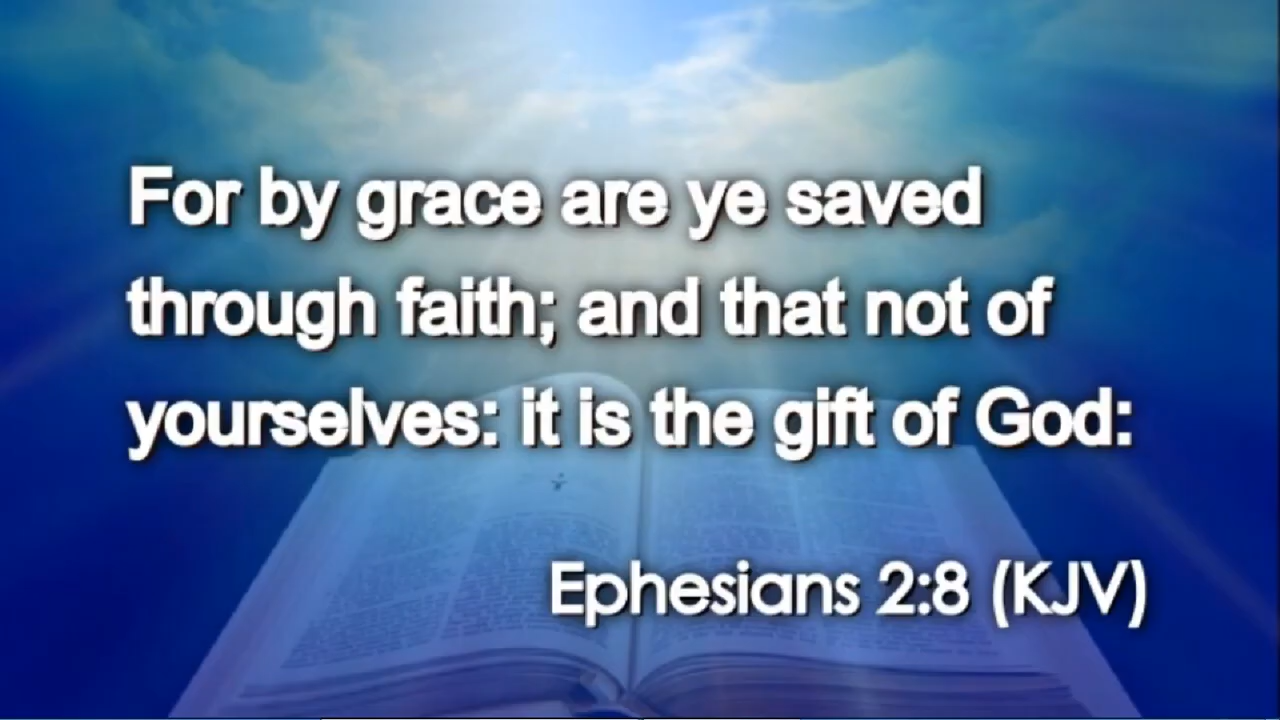 For by grace are ye saved
through faith; and that not of
yourselves: it is the gift of God:
Ephesians 2:8 (KJV)